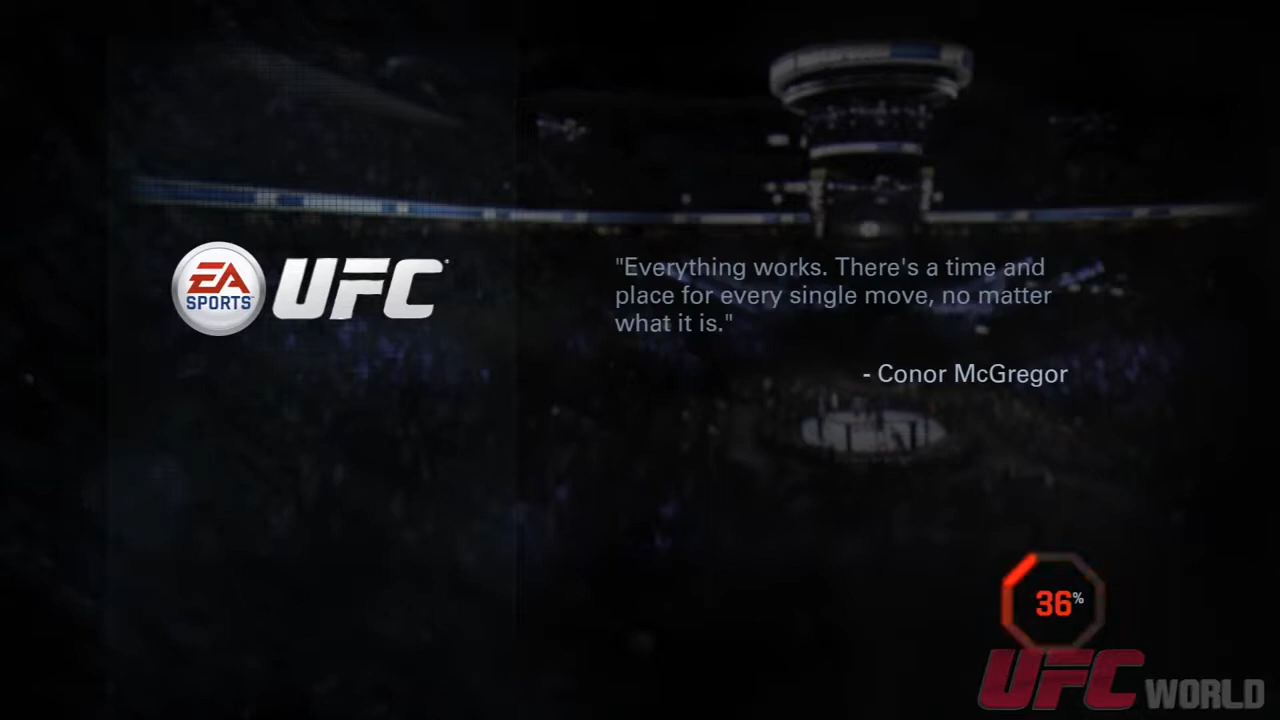 EA
SPORTS
UFC
"Everything works. There's a time and
place for every single move, no matter
what it is."
- Conor McGregor
36%
UFC WORLD